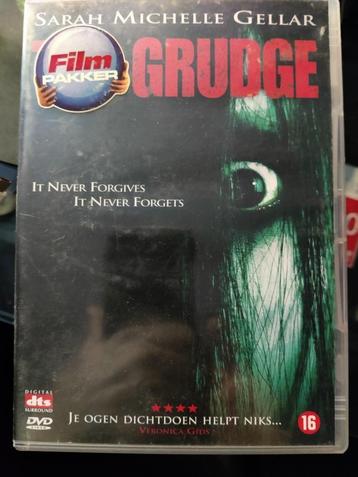 SARAH MICHELLE GELLAR
Film
PAKKER
GRUDGE
IT NEVER FORGIVES
IT NEVER FORGETS
DIGITAL
dts
SURROUND
DVD
VIDEO
★★★★
JE OGEN DICHTDOEN HELPT NIKS...
VERONICA GIDS
16